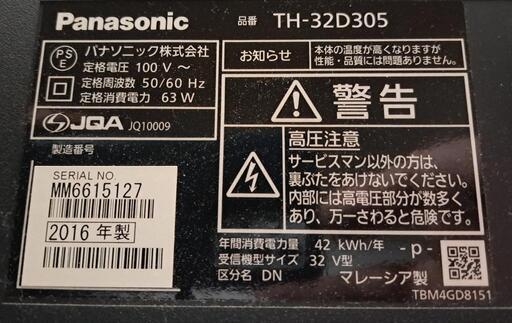 Panasonic
品番 TH-32D305
PS
E
パナソニック株式会社
定格電圧 100 V ～
定格周波数 50/60 Hz
定格消費電力 63 W
お知らせ
本体の温度が高くなりますが
性能・品質には問題ありません。
JQA JQ10009
製造番号
SERIAL NO.
MM6615127
2016 年製
警告
高圧注意
サービスマン以外の方は、
裏ぶたをあけないでください。
内部には高電圧部分が数多く
あり、万一さわると危険です。
年間消費電力量 42 kWh/年
受信機型サイズ 32 V型
区分名 DN
-p-
マレーシア製
TBM4GD8151